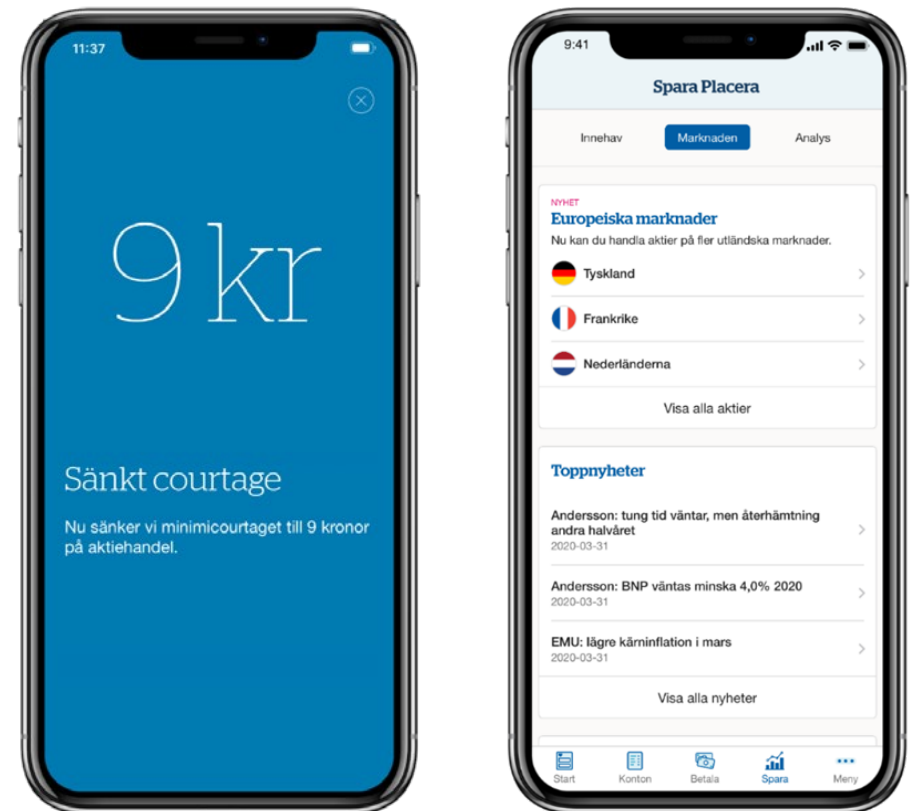 11:37
9 kr
Sänkt courtage
Nu sänker vi minimicourtaget till 9 kronor
på aktiehandel.
9:41
Spara Placera
Innehav
Marknaden
Analys
NYHET
Europeiska marknader
Nu kan du handla aktier på fler utländska marknader.
Tyskland
Frankrike
Nederländerna
Visa alla aktier
Toppnyheter
Andersson: tung tid väntar, men återhämtning
andra halvåret
2020-03-31
Andersson: BNP väntas minska 4,0% 2020
2020-03-31
EMU: lägre kärninflation i mars
2020-03-31
Visa alla nyheter
Start
Konton
Betala
Spara
Meny